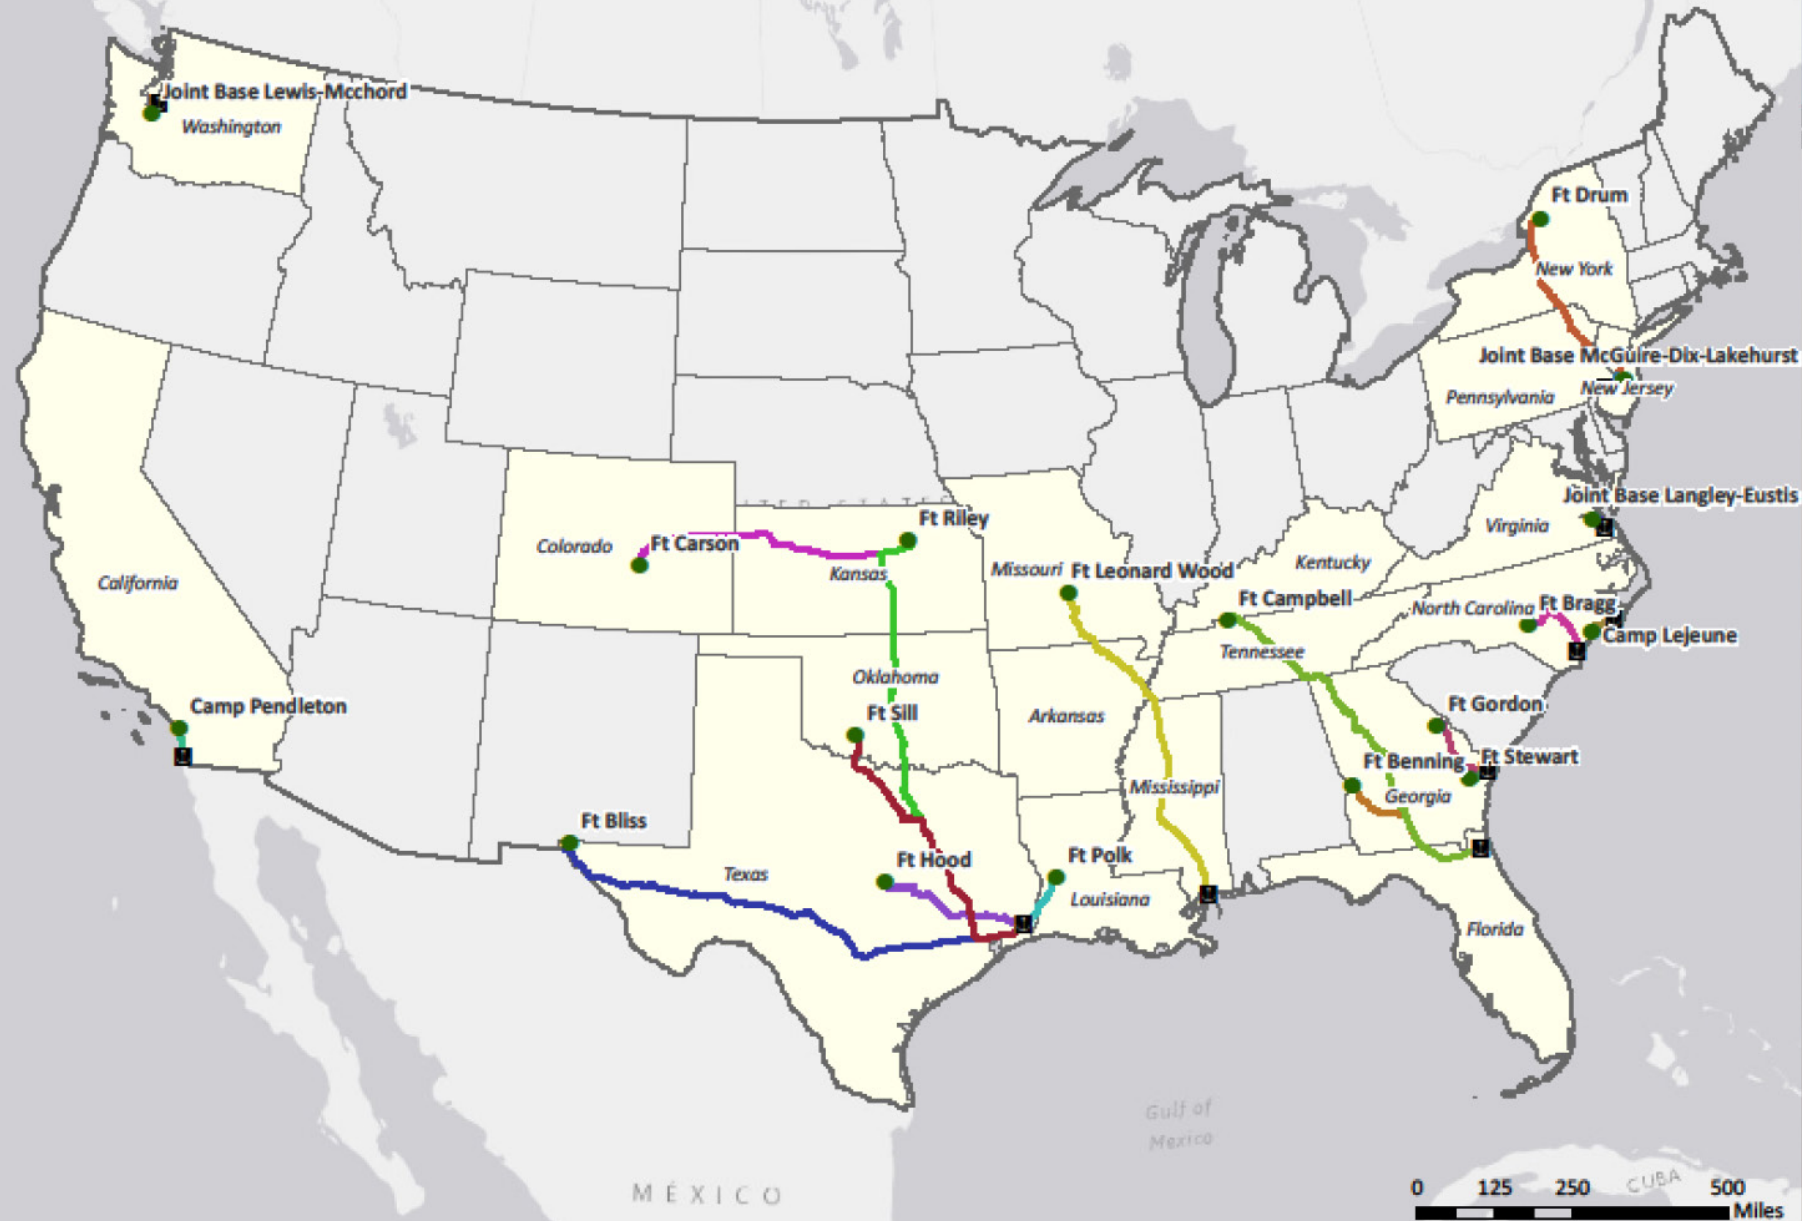 Joint Base Lewis-Mcchord
Washington
Ft Drum
New York
Joint Base McGuire-Dix-Lakehurst
New Jersey
Pennsylvania
Joint Base Langley-Eustis
UNITED STATES
Ft Riley
Virginia
Colorado
Ft Carson
Kansas
Missouri
Ft Leonard Wood
Kentucky
California
Ft Campbell
North Carolina
Ft Bragg
Camp Lejeune
Tennessee
Oklahoma
Camp Pendleton
Ft Sill
Arkansas
Ft Gordon
Ft Benning
Ft Stewart
Mississippi
Georgia
Ft Bliss
Ft Hood
Ft Polk
Texas
Louisiana
Florida
Gulf of
Mexico
MÉXICO
CUBA
0 125 250 500
Miles